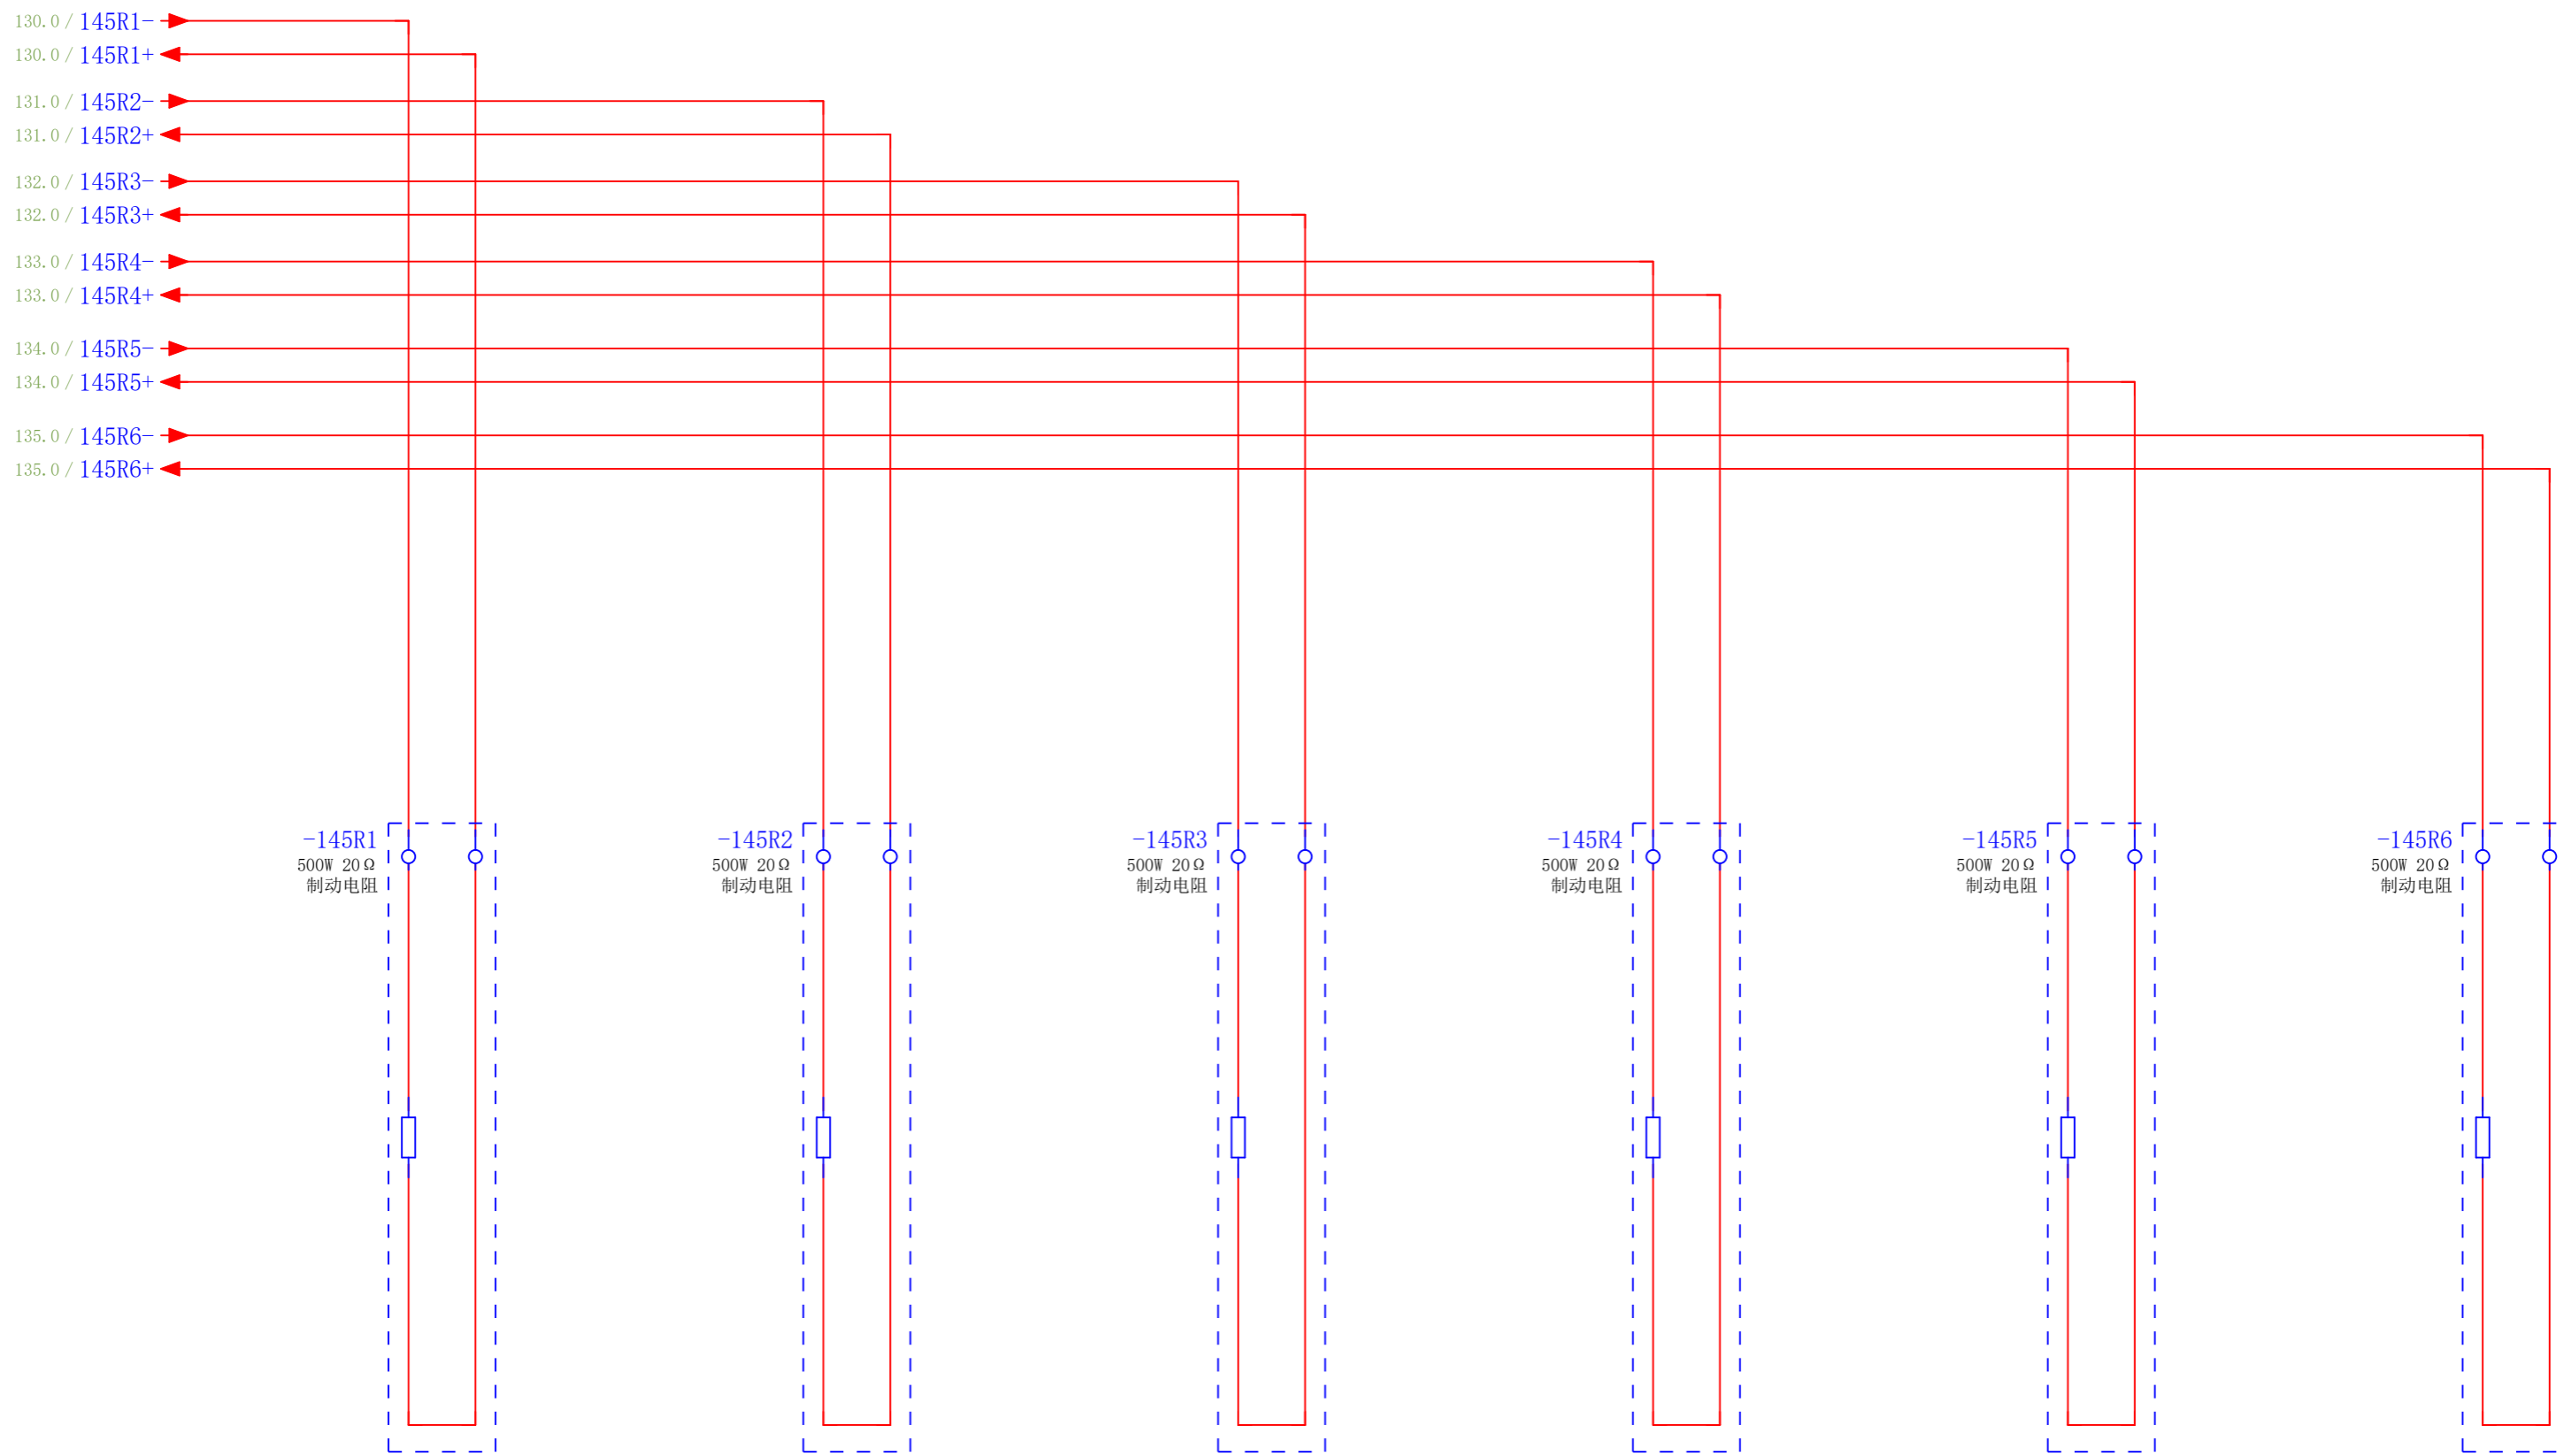 130.0 / 145R1-
130.0 / 145R1+
131.0 / 145R2-
131.0 / 145R2+
132.0 / 145R3-
132.0 / 145R3+
133.0 / 145R4-
133.0 / 145R4+
134.0 / 145R5-
134.0 / 145R5+
135.0 / 145R6-
135.0 / 145R6+
-145R1
500W 20Ω
制动电阻
-145R2
500W 20Ω
制动电阻
-145R3
500W 20Ω
制动电阻
-145R4
500W 20Ω
制动电阻
-145R5
500W 20Ω
制动电阻
-145R6
500W 20Ω
制动电阻